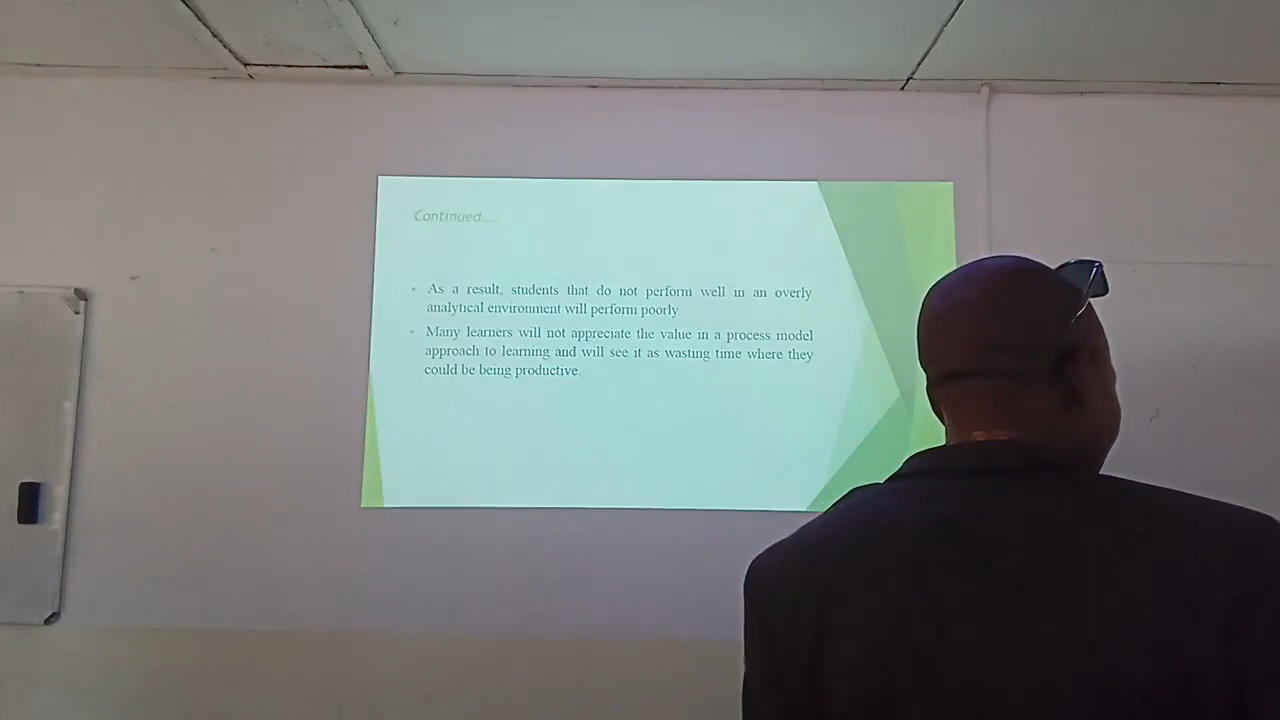 Continued.....
As a result, students that do not perform well in an overly
analytical environment will perform poorly.
Many learners will not appreciate the value in a process model
approach to learning and will see it as wasting time where they
could be being productive.